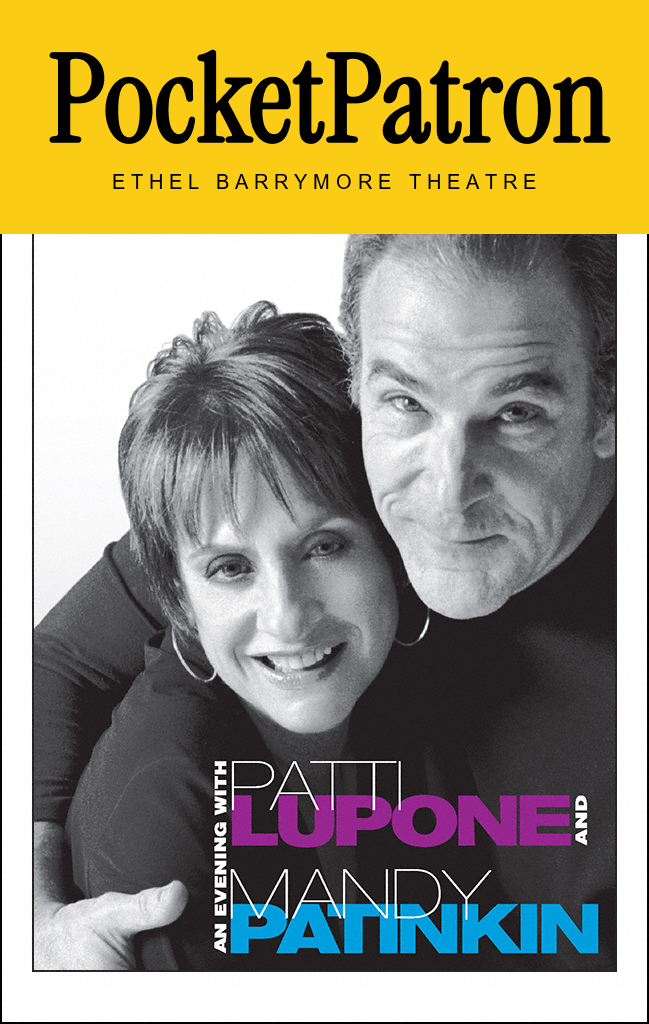 PocketPatron
ETHEL BARRYMORE THEATRE
AN EVENING WITH
PATTI
LUPONE
AND
MANDY
PATINKIN